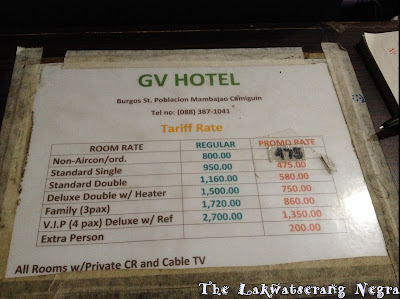 GV HOTEL
Burgos St. Poblacion Mambajao Camiguin
Tel no: (088) 387-1041
Tariff Rate
ROOM RATE REGULAR PROMO RATE
Non-Aircon/ord. 800.00 475
Standard Single 950.00 475.00
Standard Double 1,160.00 580.00
Deluxe Double w/ Heater 1,500.00 750.00
Family (3pax) 1,720.00 860.00
V.I.P (4 pax) Deluxe w/ Ref 2,700.00 1,350.00
Extra Person 200.00
All Rooms w/Private CR and Cable TV
The Lakwatserang Negra